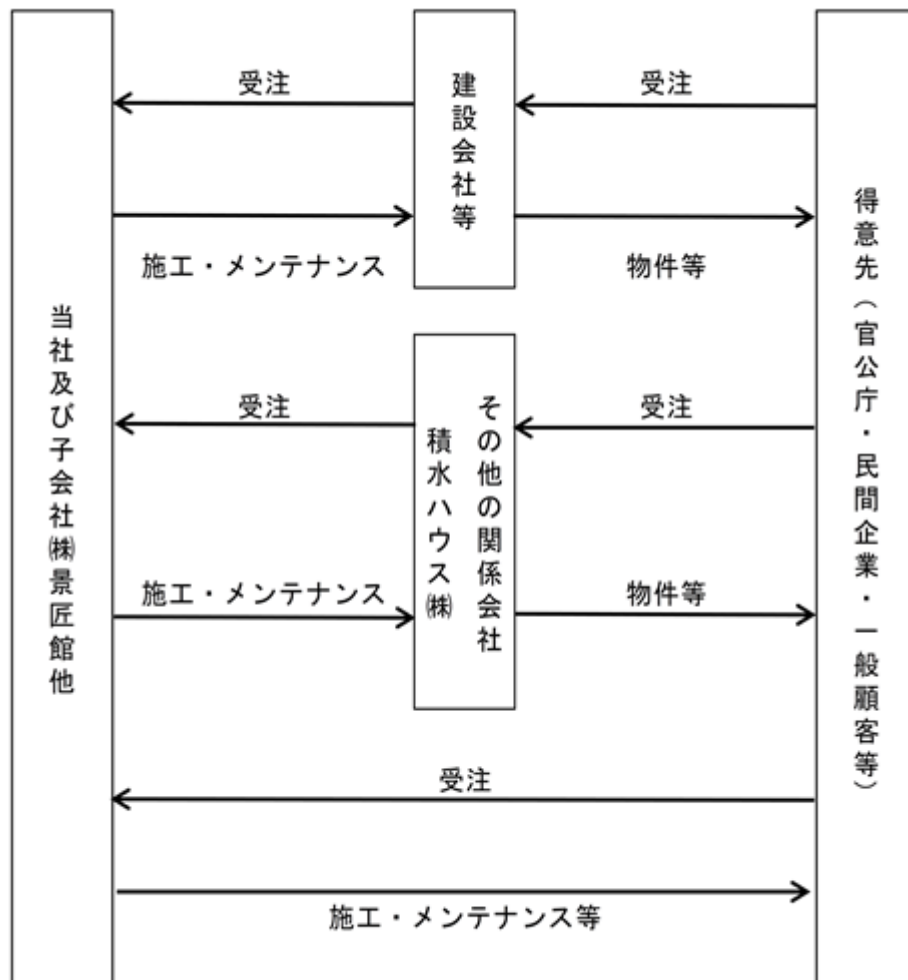 当社及び子会社㈱景匠館他
受注
建設会社等
受注
施工・メンテナンス
物件等
受注
その他の関係会社
積水ハウス㈱
受注
施工・メンテナンス
物件等
受注
施工・メンテナンス等
得意先（官公庁・民間企業・一般顧客等）